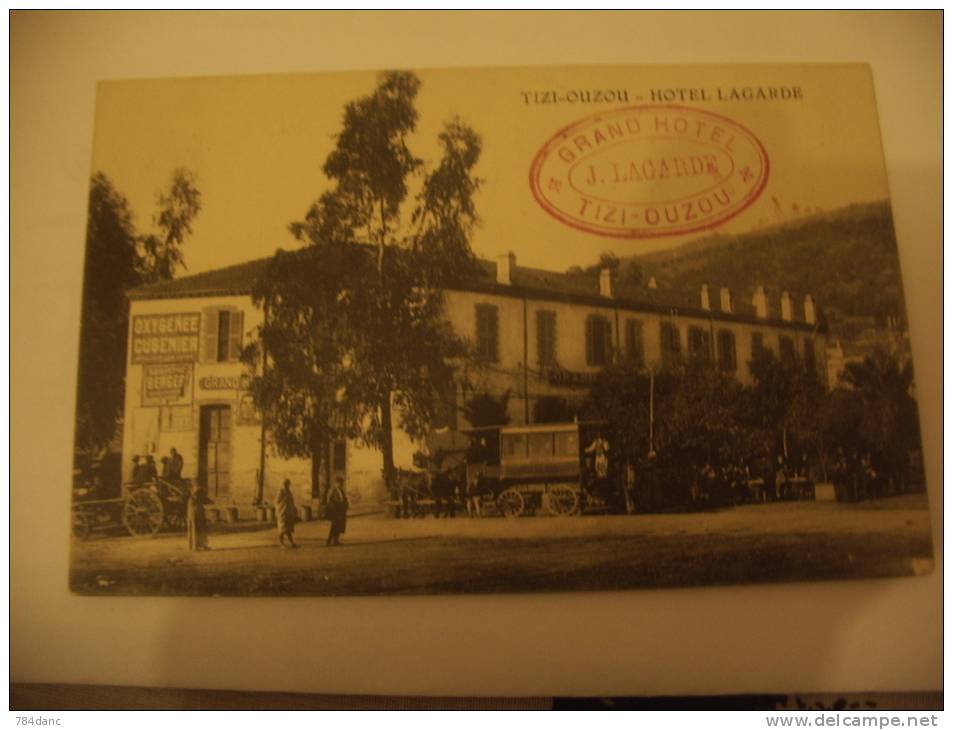 TIZI-OUZOU - HOTEL LAGARDE
GRAND HOTEL
J. LAGARDE
TIZI-OUZOU
OXYGENEE
CUSENIER
BERGER
GRAND
784danc
www.delcampe.net